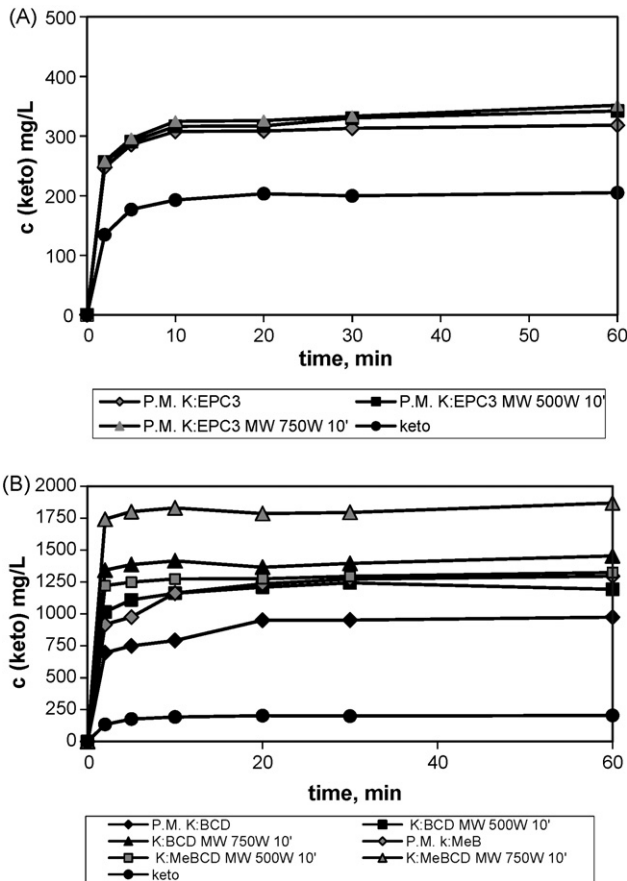 (A)
500
400
300
200
100
0
c (keto) mg/L
0 10 20 30 40 50 60
time, min
P.M. K:EPC3 P.M. K:EPC3 MW 500W 10'
P.M. K:EPC3 MW 750W 10' keto
(B)
2000
1750
1500
1250
1000
750
500
250
0
c (keto) mg/L
0 20 40 60
time, min
P.M. K:BCD K:BCD MW 500W 10'
K:BCD MW 750W 10' P.M. k:MeB
K:MeBCD MW 500W 10' K:MeBCD MW 750W 10'
keto